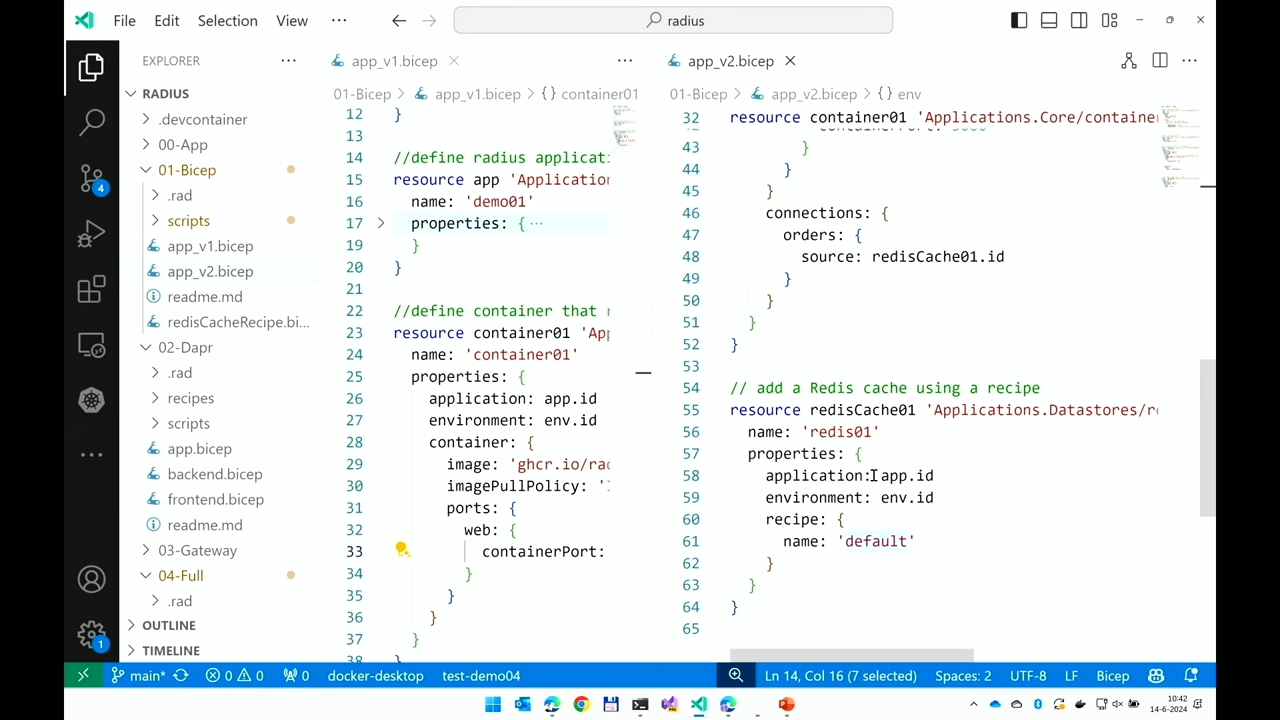 File Edit Selection View ··· radius
EXPLORER ···
RADIUS
.devcontainer
00-App
01-Bicep
.rad
scripts
app_v1.bicep
app_v2.bicep
readme.md
redisCacheRecipe.bi...
02-Dapr
.rad
recipes
scripts
app.bicep
backend.bicep
frontend.bicep
readme.md
03-Gateway
04-Full
.rad
OUTLINE
TIMELINE
4
1
app_v1.bicep ···
01-Bicep > app_v1.bicep > {} container01
12 }
13
14 //define radius applicati
15 resource app 'Application
16 name: 'demo01'
17 properties: { ···
19 }
20 }
21
22 //define container that
23 resource container01 'App
24 name: 'container01'
25 properties: {
26 application: app.id
27 environment: env.id
28 container: {
29 image: 'ghcr.io/rad
30 imagePullPolicy:
31 ports: {
32 web: {
33 containerPort:
34 }
35 }
36 }
37 }
38 }
app_v2.bicep ···
01-Bicep > app_v2.bicep > {} env
32 resource container01 'Applications.Core/container
43 }
44 }
45 }
46 connections: {
47 orders: {
48 source: redisCache01.id
49 }
50 }
51 }
52 }
53
54 // add a Redis cache using a recipe
55 resource redisCache01 'Applications.Datastores/re
56 name: 'redis01'
57 properties: {
58 application: app.id
59 environment: env.id
60 recipe: {
61 name: 'default'
62 }
63 }
64 }
65
main* 0 0 0 docker-desktop test-demo04 Ln 14, Col 16 (7 selected) Spaces: 2 UTF-8 LF Bicep
10:42
14-6-2024